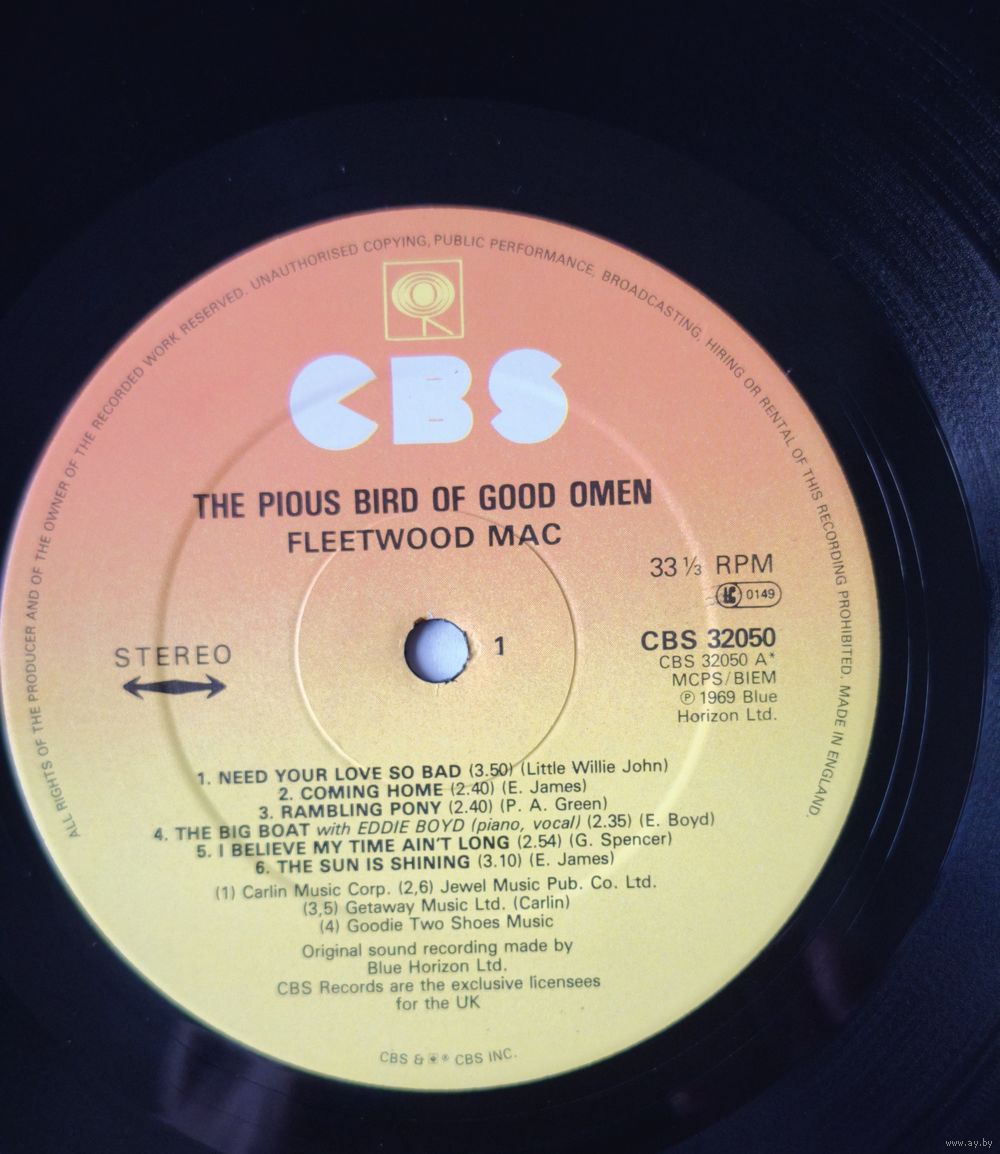 ALL RIGHTS OF THE PRODUCER AND OF THE OWNER OF THE RECORDED WORK RESERVED. UNAUTHORISED COPYING, PUBLIC PERFORMANCE, BROADCASTING, HIRING OR RENTAL OF THIS RECORDING PROHIBITED. MADE IN ENGLAND.
CBS
THE PIOUS BIRD OF GOOD OMEN
FLEETWOOD MAC
33⅓ RPM
LC 0149
1
STEREO
CBS 32050
CBS 32050 A*
MCPS/BIEM
℗ 1969 Blue
Horizon Ltd.
1. NEED YOUR LOVE SO BAD (3.50) (Little Willie John)
2. COMING HOME (2.40) (E. James)
3. RAMBLING PONY (2.40) (P. A. Green)
4. THE BIG BOAT with EDDIE BOYD (piano, vocal) (2.35) (E. Boyd)
5. I BELIEVE MY TIME AIN'T LONG (2.54) (G. Spencer)
6. THE SUN IS SHINING (3.10) (E. James)
(1) Carlin Music Corp. (2,6) Jewel Music Pub. Co. Ltd.
(3,5) Getaway Music Ltd. (Carlin)
(4) Goodie Two Shoes Music
Original sound recording made by
Blue Horizon Ltd.
CBS Records are the exclusive licensees
for the UK
CBS & ® CBS INC.
www.ay.by